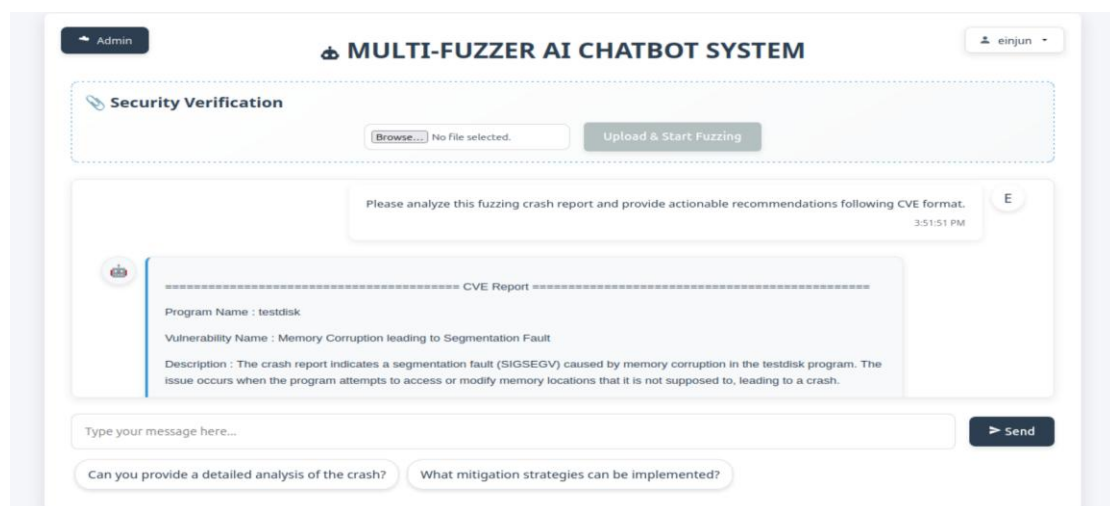 Admin
MULTI-FUZZER AI CHATBOT SYSTEM
einjun
Security Verification
Browse... No file selected.
Upload & Start Fuzzing
Please analyze this fuzzing crash report and provide actionable recommendations following CVE format.
3:51:51 PM
E
========================================= CVE Report ===============================================
Program Name : testdisk
Vulnerability Name : Memory Corruption leading to Segmentation Fault
Description : The crash report indicates a segmentation fault (SIGSEGV) caused by memory corruption in the testdisk program. The
issue occurs when the program attempts to access or modify memory locations that it is not supposed to, leading to a crash.
Type your message here...
Send
Can you provide a detailed analysis of the crash?
What mitigation strategies can be implemented?